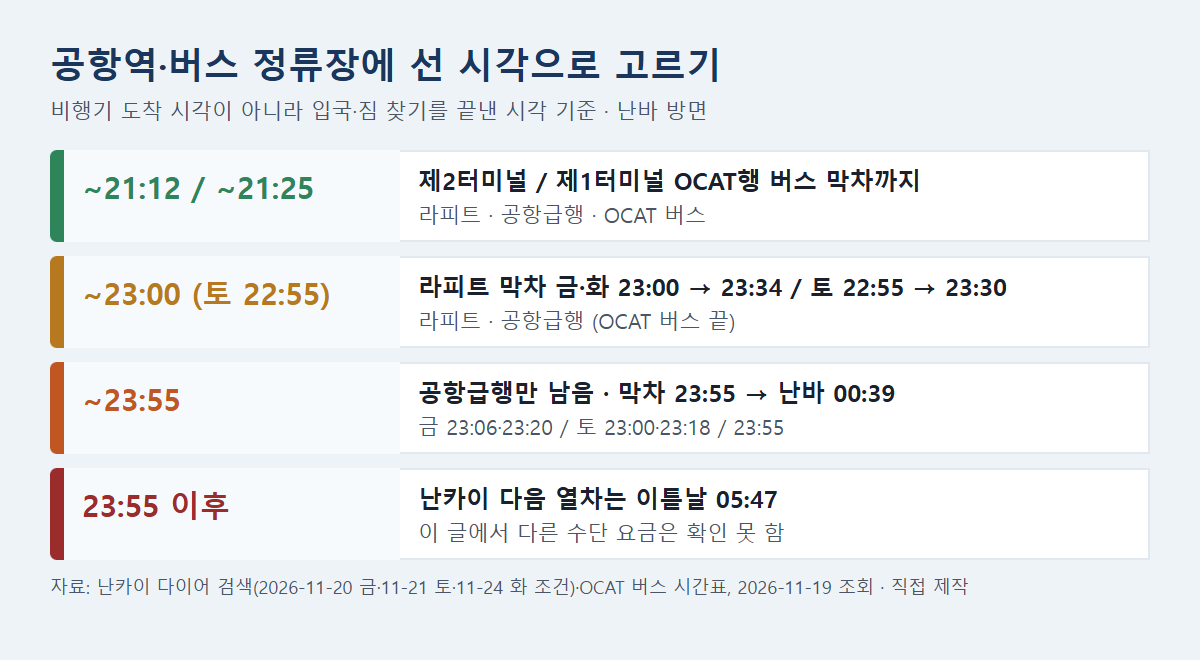 공항역·버스 정류장에 선 시각으로 고르기
비행기 도착 시각이 아니라 입국·짐 찾기를 끝낸 시각 기준 · 난바 방면
~21:12 / ~21:25
제2터미널 / 제1터미널 OCAT행 버스 막차까지
라피트 · 공항급행 · OCAT 버스
~23:00 (토 22:55)
라피트 막차 금·화 23:00 → 23:34 / 토 22:55 → 23:30
라피트 · 공항급행 (OCAT 버스 끝)
~23:55
공항급행만 남음 · 막차 23:55 → 난바 00:39
금 23:06·23:20 / 토 23:00·23:18 / 23:55
23:55 이후
난카이 다음 열차는 이튿날 05:47
이 글에서 다른 수단 요금은 확인 못 함
자료: 난카이 다이어 검색(2026-11-20 금·11-21 토·11-24 화 조건)·OCAT 버스 시간표, 2026-11-19 조회 · 직접 제작